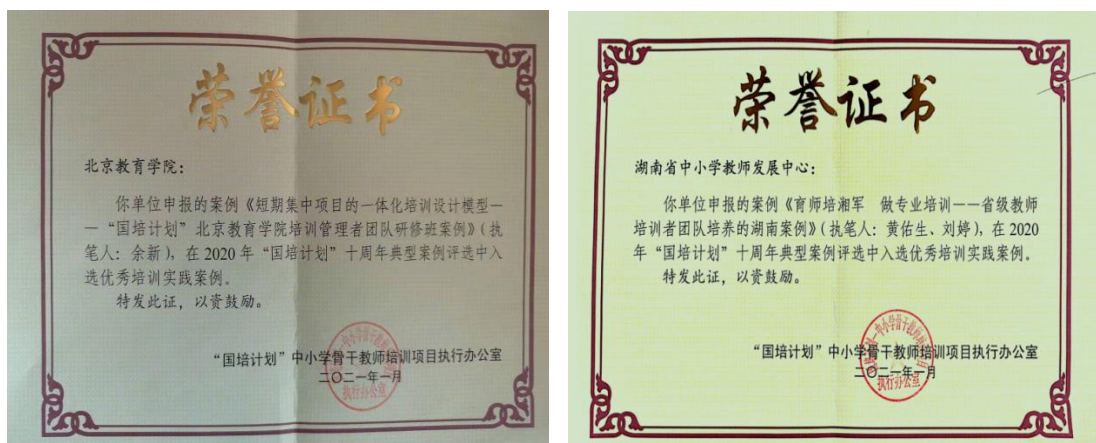 荣誉证书
北京教育学院：
你单位申报的案例《短期集中项目的一体化培训设计模型—
—“国培计划”北京教育学院培训管理者团队研修班案例》（执
笔人：余新），在 2020 年“国培计划”十周年典型案例评选中入
选优秀培训实践案例。
特发此证，以资鼓励。
“国培计划”中小学骨干教师培训项目执行办公室
二〇二一年一月
执行办公室
荣誉证书
湖南省中小学教师发展中心：
你单位申报的案例《育师培湘军 做专业培训——省级教师
培训者团队培养的湖南案例》（执笔人：黄佑生、刘婷），在 2020
年“国培计划”十周年典型案例评选中入选优秀培训实践案例。
特发此证，以资鼓励。
“国培计划”中小学骨干教师培训项目执行办公室
二〇二一年一月
执行办公室